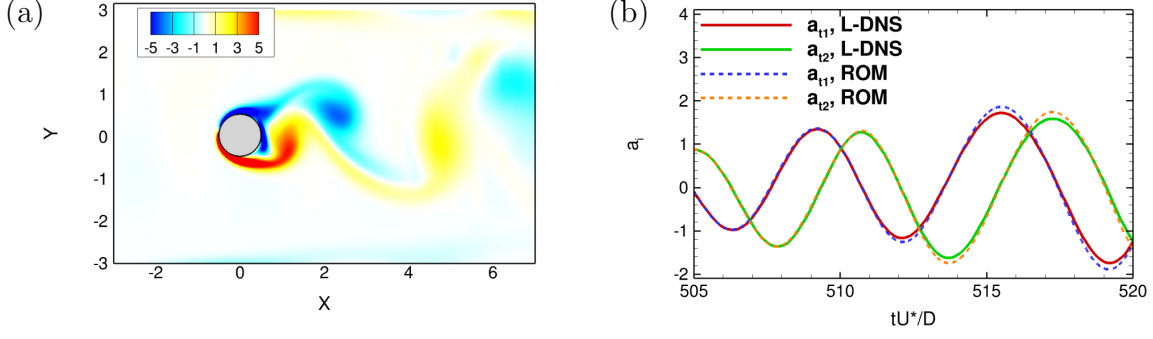 (a)
3
2
1
0
-1
-2
-3
Y
-5 -3 -1 1 3 5
-2 0 2 4 6
X
(b)
4
3
2
1
0
-1
-2
a_i
a_t1, L-DNS
a_t2, L-DNS
a_t1, ROM
a_t2, ROM
505 510 515 520
tU*/D